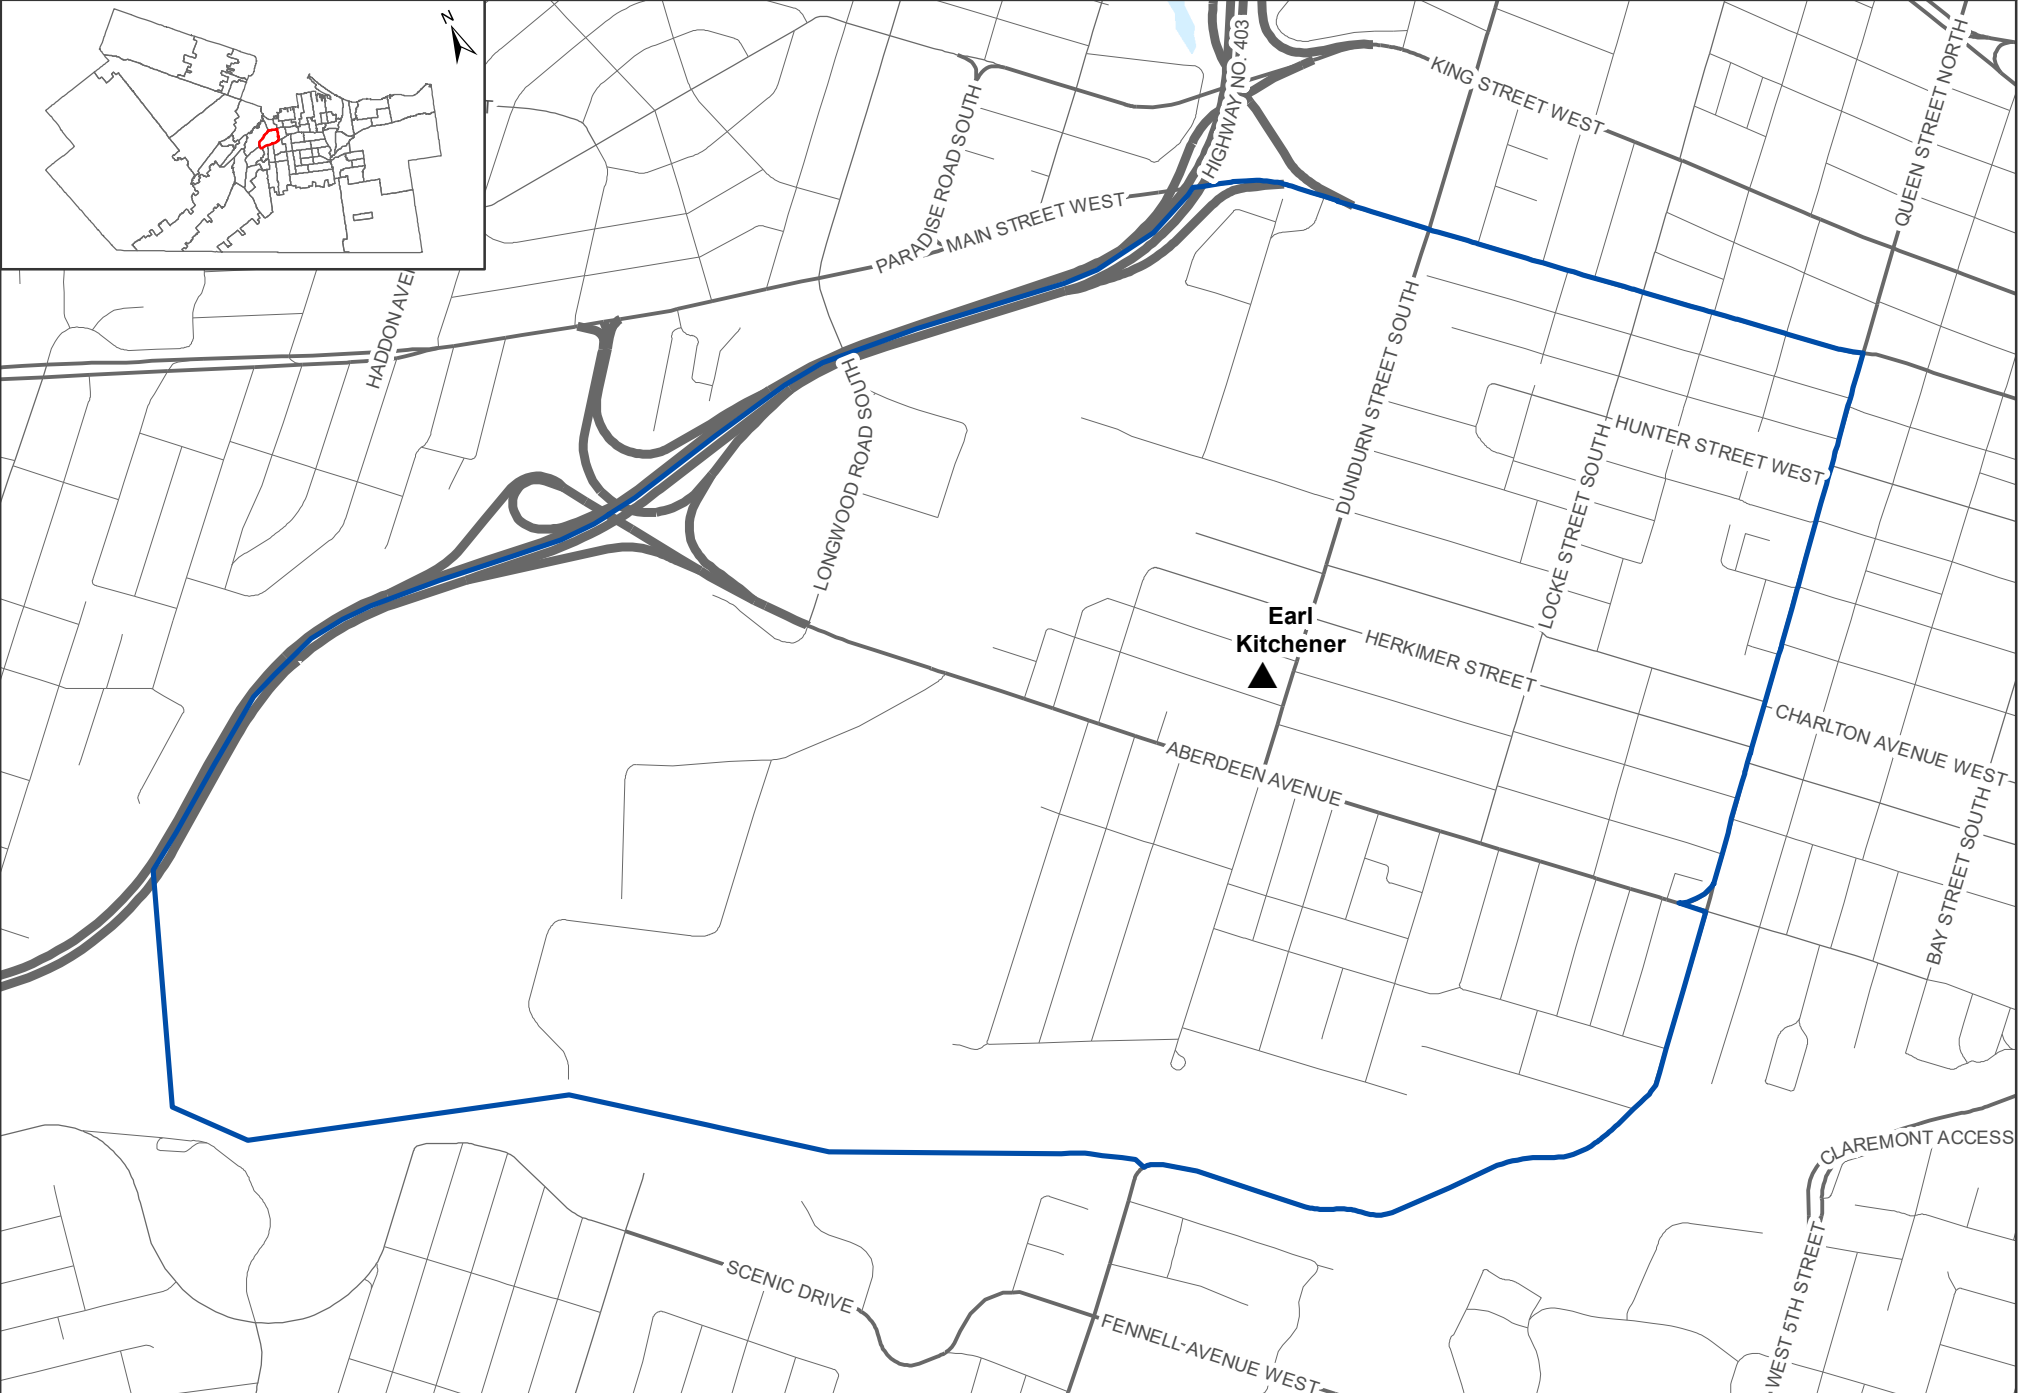 N
KING STREET WEST
HIGHWAY NO. 403
QUEEN STREET NORTH
PARADISE ROAD SOUTH
MAIN STREET WEST
HADDON AVE
LONGWOOD ROAD SOUTH
DUNDURN STREET SOUTH
HUNTER STREET WEST
LOCKE STREET SOUTH
Earl
Kitchener
HERKIMER STREET
CHARLTON AVENUE WEST
ABERDEEN AVENUE
BAY STREET SOUTH
CLAREMONT ACCESS
WEST 5TH STREET
SCENIC DRIVE
FENNELL AVENUE WEST